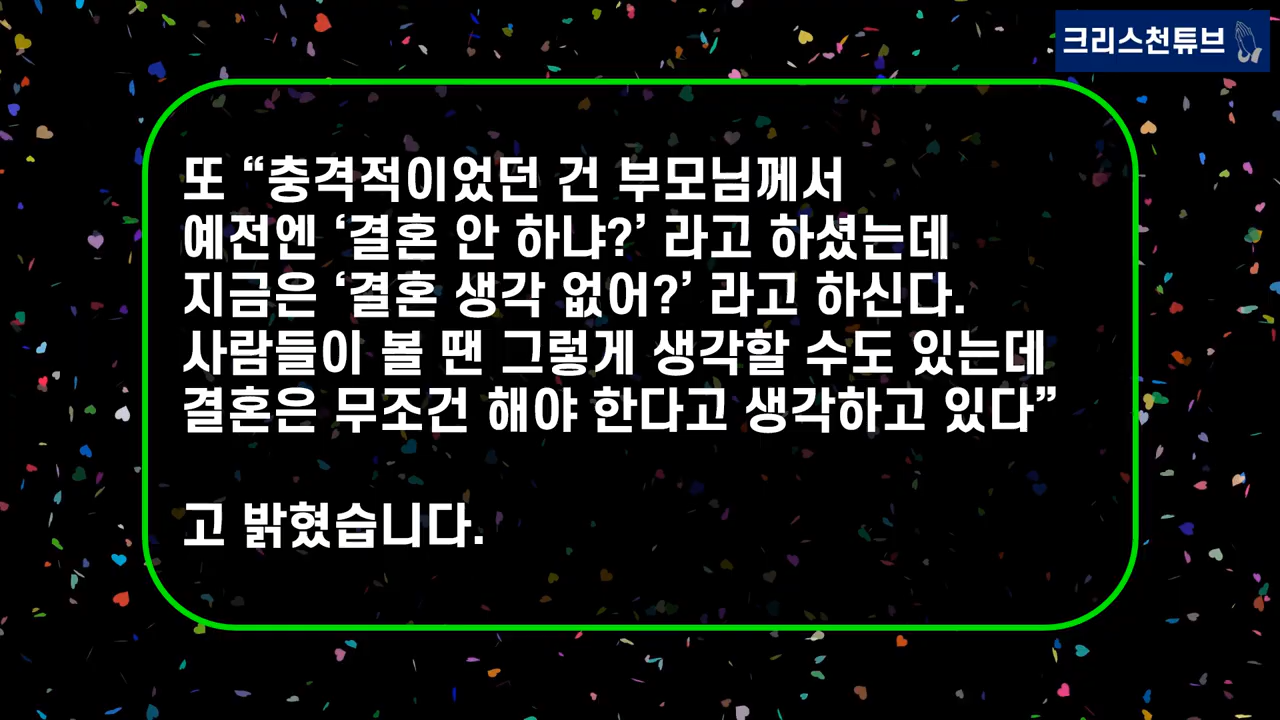 크리스천튜브
또 “충격적이었던 건 부모님께서
예전엔 ‘결혼 안 하냐?’ 라고 하셨는데
지금은 ‘결혼 생각 없어?’ 라고 하신다.
사람들이 볼 땐 그렇게 생각할 수도 있는데
결혼은 무조건 해야 한다고 생각하고 있다”
고 밝혔습니다.